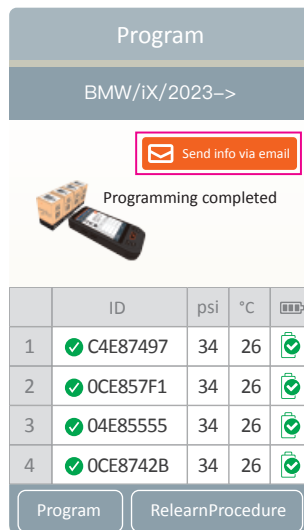 Program
BMW/iX/2023–>
Send info via email
Programming completed
ID psi °C
1 C4E87497 34 26
2 0CE857F1 34 26
3 04E85555 34 26
4 0CE8742B 34 26
Program RelearnProcedure